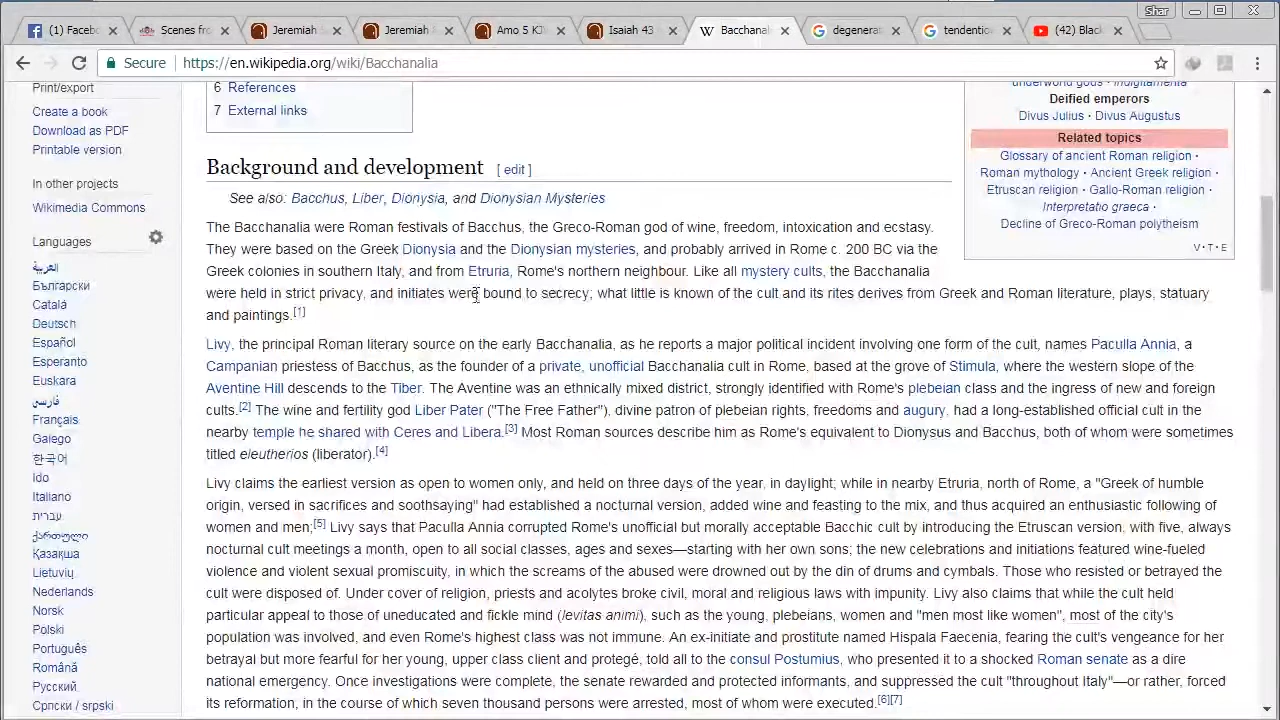 Shar
(1) Facebo
Scenes fro
Jeremiah
Jeremiah
Amo 5 KJ
Isaiah 43
Bacchanal
degenerat
tendentic
(42) Blacl
Secure
https://en.wikipedia.org/wiki/Bacchanalia
Print/export
Create a book
Download as PDF
Printable version
In other projects
Wikimedia Commons
Languages
العربية
Български
Català
Deutsch
Español
Esperanto
Euskara
فارسی
Français
Galego
한국어
Ido
Italiano
עברית
ქართული
Қазақша
Lietuvių
Nederlands
Norsk
Polski
Português
Română
Русский
Српски / srpski
6 References
7 External links
Background and development [ edit ]
See also: Bacchus, Liber, Dionysia, and Dionysian Mysteries
The Bacchanalia were Roman festivals of Bacchus, the Greco-Roman god of wine, freedom, intoxication and ecstasy.
They were based on the Greek Dionysia and the Dionysian mysteries, and probably arrived in Rome c. 200 BC via the
Greek colonies in southern Italy, and from Etruria, Rome's northern neighbour. Like all mystery cults, the Bacchanalia
were held in strict privacy, and initiates were bound to secrecy; what little is known of the cult and its rites derives from Greek and Roman literature, plays, statuary
and paintings.[1]
Livy, the principal Roman literary source on the early Bacchanalia, as he reports a major political incident involving one form of the cult, names Paculla Annia, a
Campanian priestess of Bacchus, as the founder of a private, unofficial Bacchanalia cult in Rome, based at the grove of Stimula, where the western slope of the
Aventine Hill descends to the Tiber. The Aventine was an ethnically mixed district, strongly identified with Rome's plebeian class and the ingress of new and foreign
cults.[2] The wine and fertility god Liber Pater ("The Free Father"), divine patron of plebeian rights, freedoms and augury, had a long-established official cult in the
nearby temple he shared with Ceres and Libera.[3] Most Roman sources describe him as Rome's equivalent to Dionysus and Bacchus, both of whom were sometimes
titled eleutherios (liberator).[4]
Livy claims the earliest version as open to women only, and held on three days of the year, in daylight; while in nearby Etruria, north of Rome, a "Greek of humble
origin, versed in sacrifices and soothsaying" had established a nocturnal version, added wine and feasting to the mix, and thus acquired an enthusiastic following of
women and men;[5] Livy says that Paculla Annia corrupted Rome's unofficial but morally acceptable Bacchic cult by introducing the Etruscan version, with five, always
nocturnal cult meetings a month, open to all social classes, ages and sexes—starting with her own sons; the new celebrations and initiations featured wine-fueled
violence and violent sexual promiscuity, in which the screams of the abused were drowned out by the din of drums and cymbals. Those who resisted or betrayed the
cult were disposed of. Under cover of religion, priests and acolytes broke civil, moral and religious laws with impunity. Livy also claims that while the cult held
particular appeal to those of uneducated and fickle mind (levitas animi), such as the young, plebeians, women and "men most like women", most of the city's
population was involved, and even Rome's highest class was not immune. An ex-initiate and prostitute named Hispala Faecenia, fearing the cult's vengeance for her
betrayal but more fearful for her young, upper class client and protegé, told all to the consul Postumius, who presented it to a shocked Roman senate as a dire
national emergency. Once investigations were complete, the senate rewarded and protected informants, and suppressed the cult "throughout Italy"—or rather, forced
its reformation, in the course of which seven thousand persons were arrested, most of whom were executed.[6][7]
underworld gods · Indigitamenta
Deified emperors
Divus Julius · Divus Augustus
Related topics
Glossary of ancient Roman religion ·
Roman mythology · Ancient Greek religion ·
Etruscan religion · Gallo-Roman religion ·
Interpretatio graeca ·
Decline of Greco-Roman polytheism
V · T · E